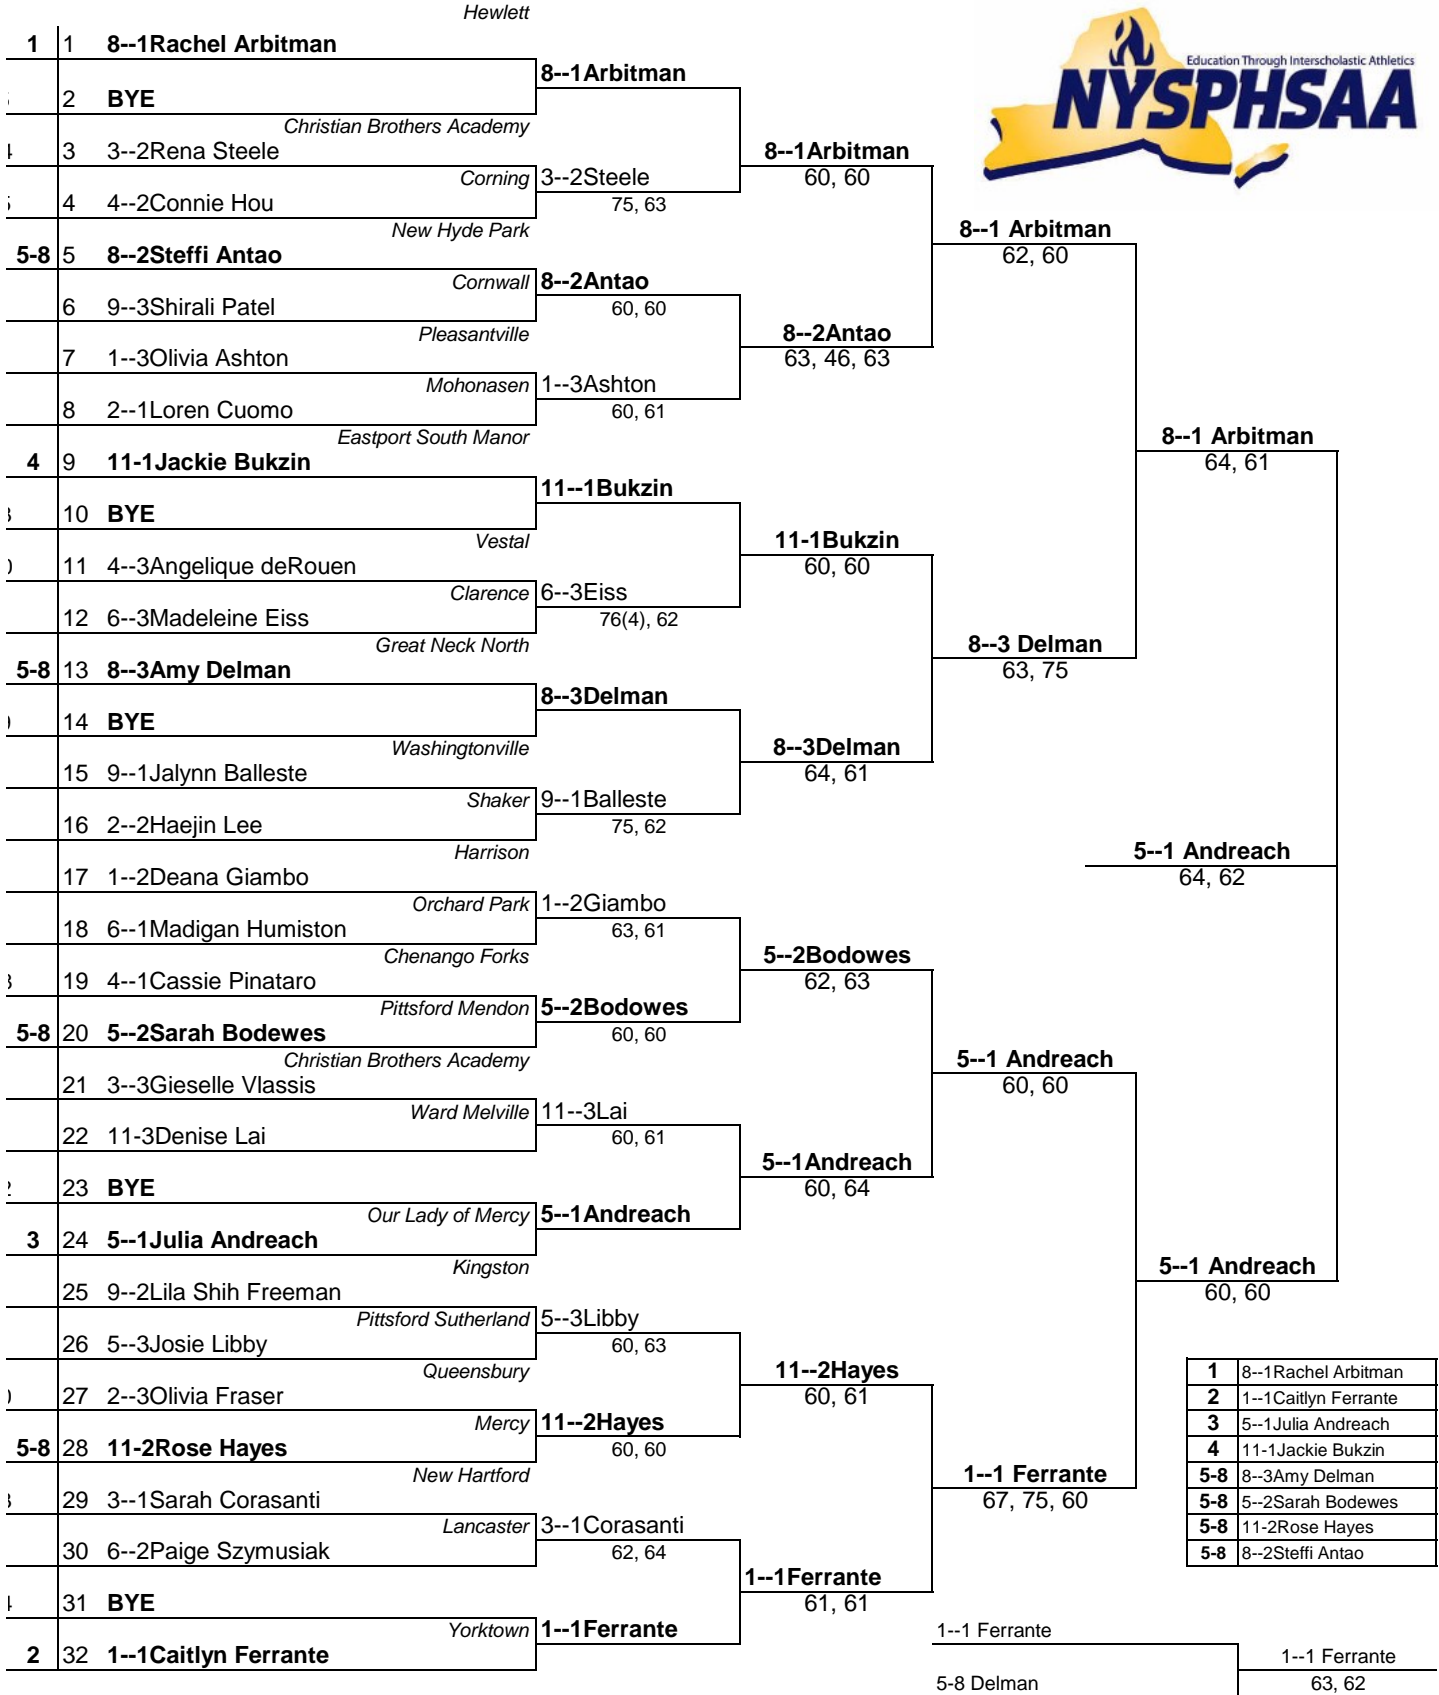 Hewlett
1 1 8--1Rachel Arbitman
8--1Arbitman
2 BYE
Christian Brothers Academy
3 3--2Rena Steele
8--1Arbitman
60, 60
Corning 3--2Steele
75, 63
4 4--2Connie Hou
New Hyde Park
8--1 Arbitman
62, 60
5-8 5 8--2Steffi Antao
Cornwall 8--2Antao
60, 60
6 9--3Shirali Patel
Pleasantville
8--2Antao
63, 46, 63
7 1--3Olivia Ashton
Mohonasen 1--3Ashton
60, 61
8 2--1Loren Cuomo
Eastport South Manor
8--1 Arbitman
64, 61
4 9 11-1Jackie Bukzin
11--1Bukzin
10 BYE
Vestal
11-1Bukzin
60, 60
11 4--3Angelique deRouen
Clarence 6--3Eiss
76(4), 62
12 6--3Madeleine Eiss
Great Neck North
8--3 Delman
63, 75
5-8 13 8--3Amy Delman
8--3Delman
14 BYE
Washingtonville
8--3Delman
64, 61
15 9--1Jalynn Balleste
Shaker 9--1Balleste
75, 62
16 2--2Haejin Lee
Harrison
5--1 Andreach
64, 62
17 1--2Deana Giambo
Orchard Park 1--2Giambo
63, 61
18 6--1Madigan Humiston
Chenango Forks
5--2Bodowes
62, 63
19 4--1Cassie Pinataro
Pittsford Mendon 5--2Bodowes
60, 60
5-8 20 5--2Sarah Bodewes
Christian Brothers Academy
5--1 Andreach
60, 60
21 3--3Gieselle Vlassis
Ward Melville 11--3Lai
60, 61
22 11-3Denise Lai
5--1Andreach
60, 64
23 BYE
Our Lady of Mercy 5--1Andreach
3 24 5--1Julia Andreach
Kingston
5--1 Andreach
60, 60
25 9--2Lila Shih Freeman
Pittsford Sutherland 5--3Libby
60, 63
26 5--3Josie Libby
Queensbury
11--2Hayes
60, 61
27 2--3Olivia Fraser
Mercy 11--2Hayes
60, 60
5-8 28 11-2Rose Hayes
New Hartford
1--1 Ferrante
67, 75, 60
29 3--1Sarah Corasanti
Lancaster 3--1Corasanti
62, 64
30 6--2Paige Szymusiak
1--1Ferrante
61, 61
31 BYE
Yorktown 1--1Ferrante
2 32 1--1Caitlyn Ferrante
Education Through Interscholastic Athletics
NYSPHSAA
1 8--1Rachel Arbitman
2 1--1Caitlyn Ferrante
3 5--1Julia Andreach
4 11-1Jackie Bukzin
5-8 8--3Amy Delman
5-8 5--2Sarah Bodewes
5-8 11-2Rose Hayes
5-8 8--2Steffi Antao
1--1 Ferrante
1--1 Ferrante
5-8 Delman
63, 62